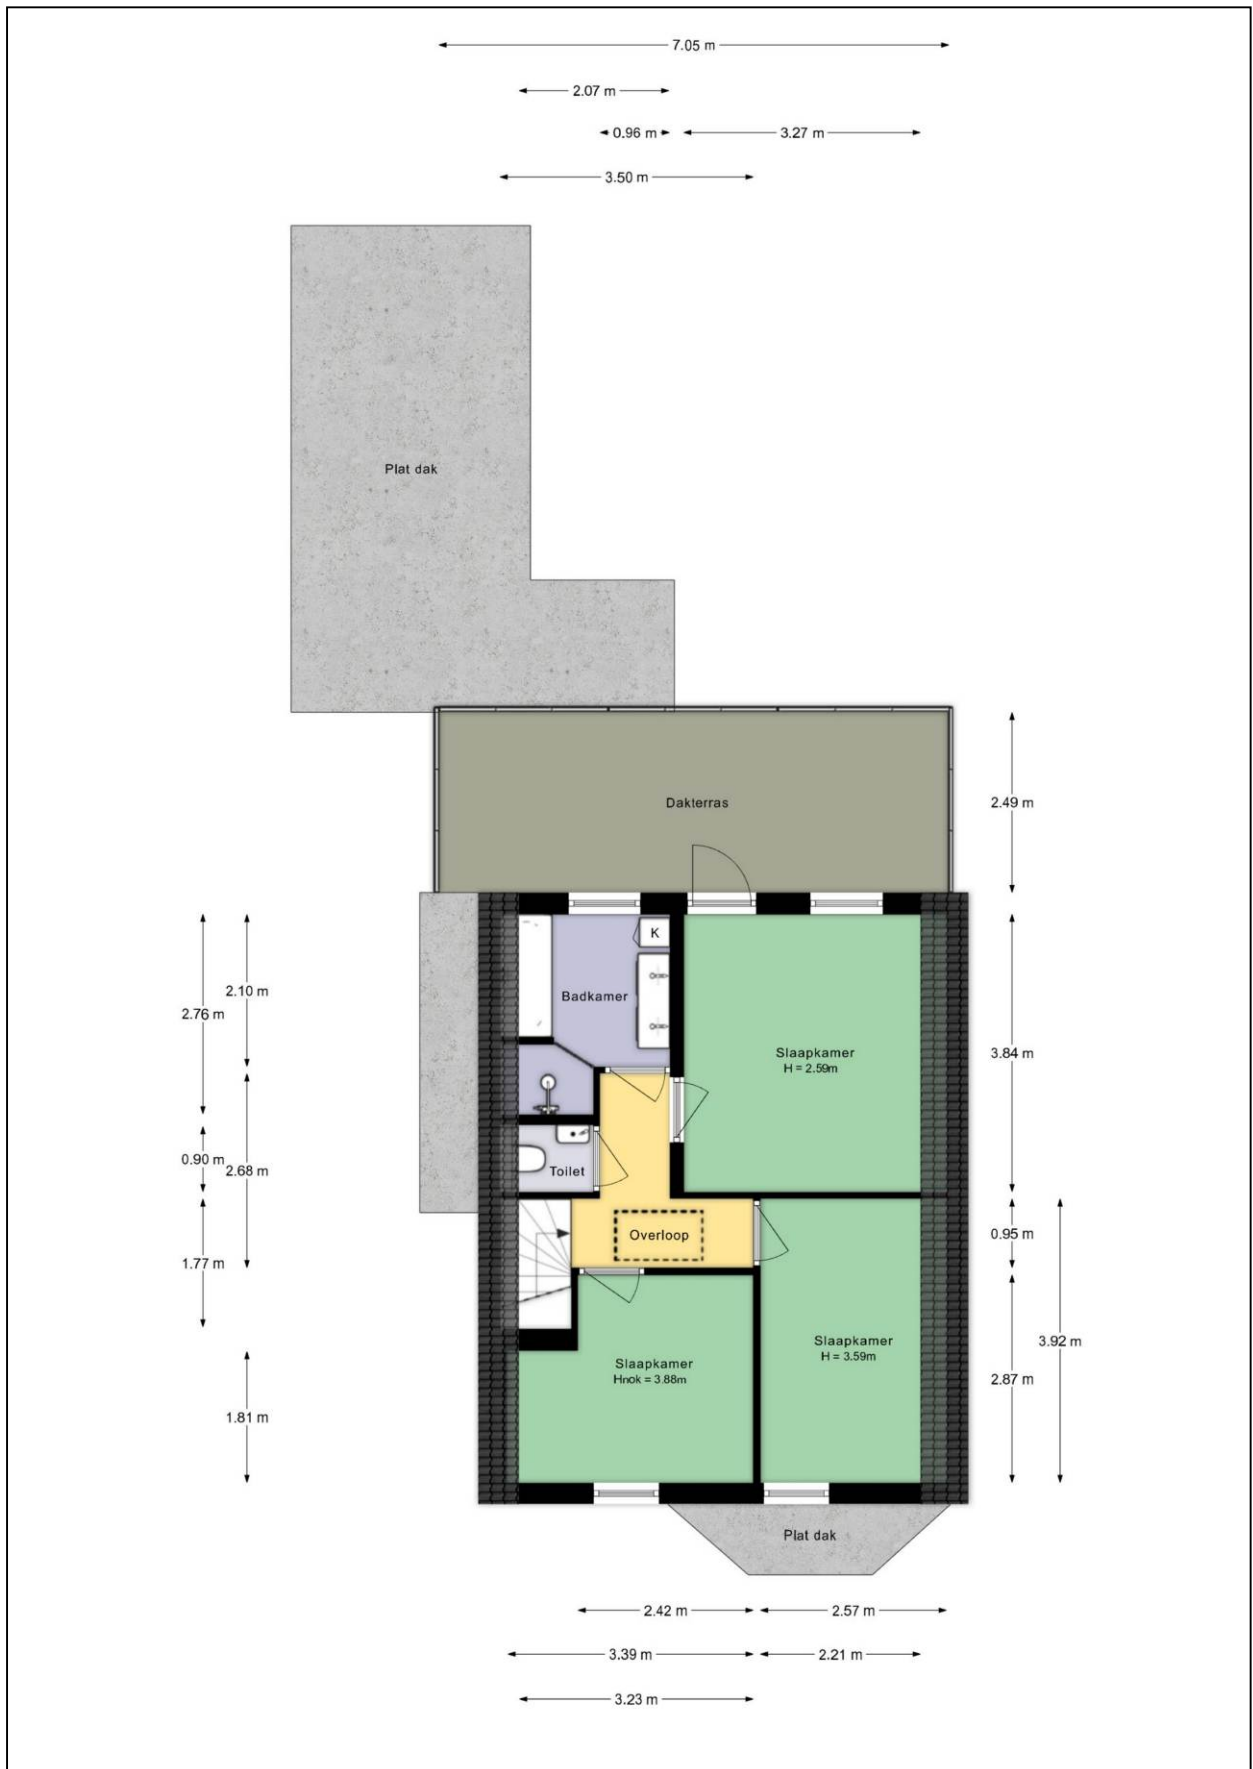 7.05 m
2.07 m
0.96 m
3.27 m
3.50 m
Plat dak
Dakterras
2.49 m
K
Badkamer
2.10 m
2.76 m
Slaapkamer
H = 2.59m
3.84 m
0.90 m
2.68 m
Toilet
Overloop
0.95 m
1.77 m
Slaapkamer
H = 3.59m
3.92 m
Slaapkamer
Hnok = 3.88m
2.87 m
1.81 m
Plat dak
2.42 m
2.57 m
3.39 m
2.21 m
3.23 m